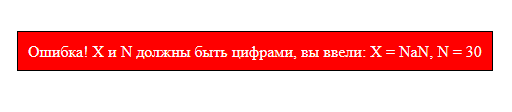 Ошибка! X и N должны быть цифрами, вы ввели: X = NaN, N = 30